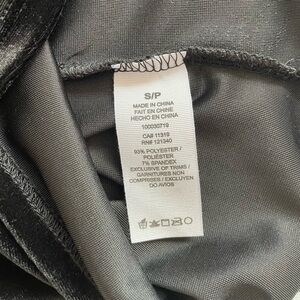 S/P
MADE IN CHINA
FAIT EN CHINE
HECHO EN CHINA
100030719
CA# 11319
RN# 121340
93% POLYESTER /
POLIÉSTER
7% SPANDEX
EXCLUSIVE OF TRIMS /
GARNITURES NON
COMPRISES / EXCLUYEN
DO AVIOS